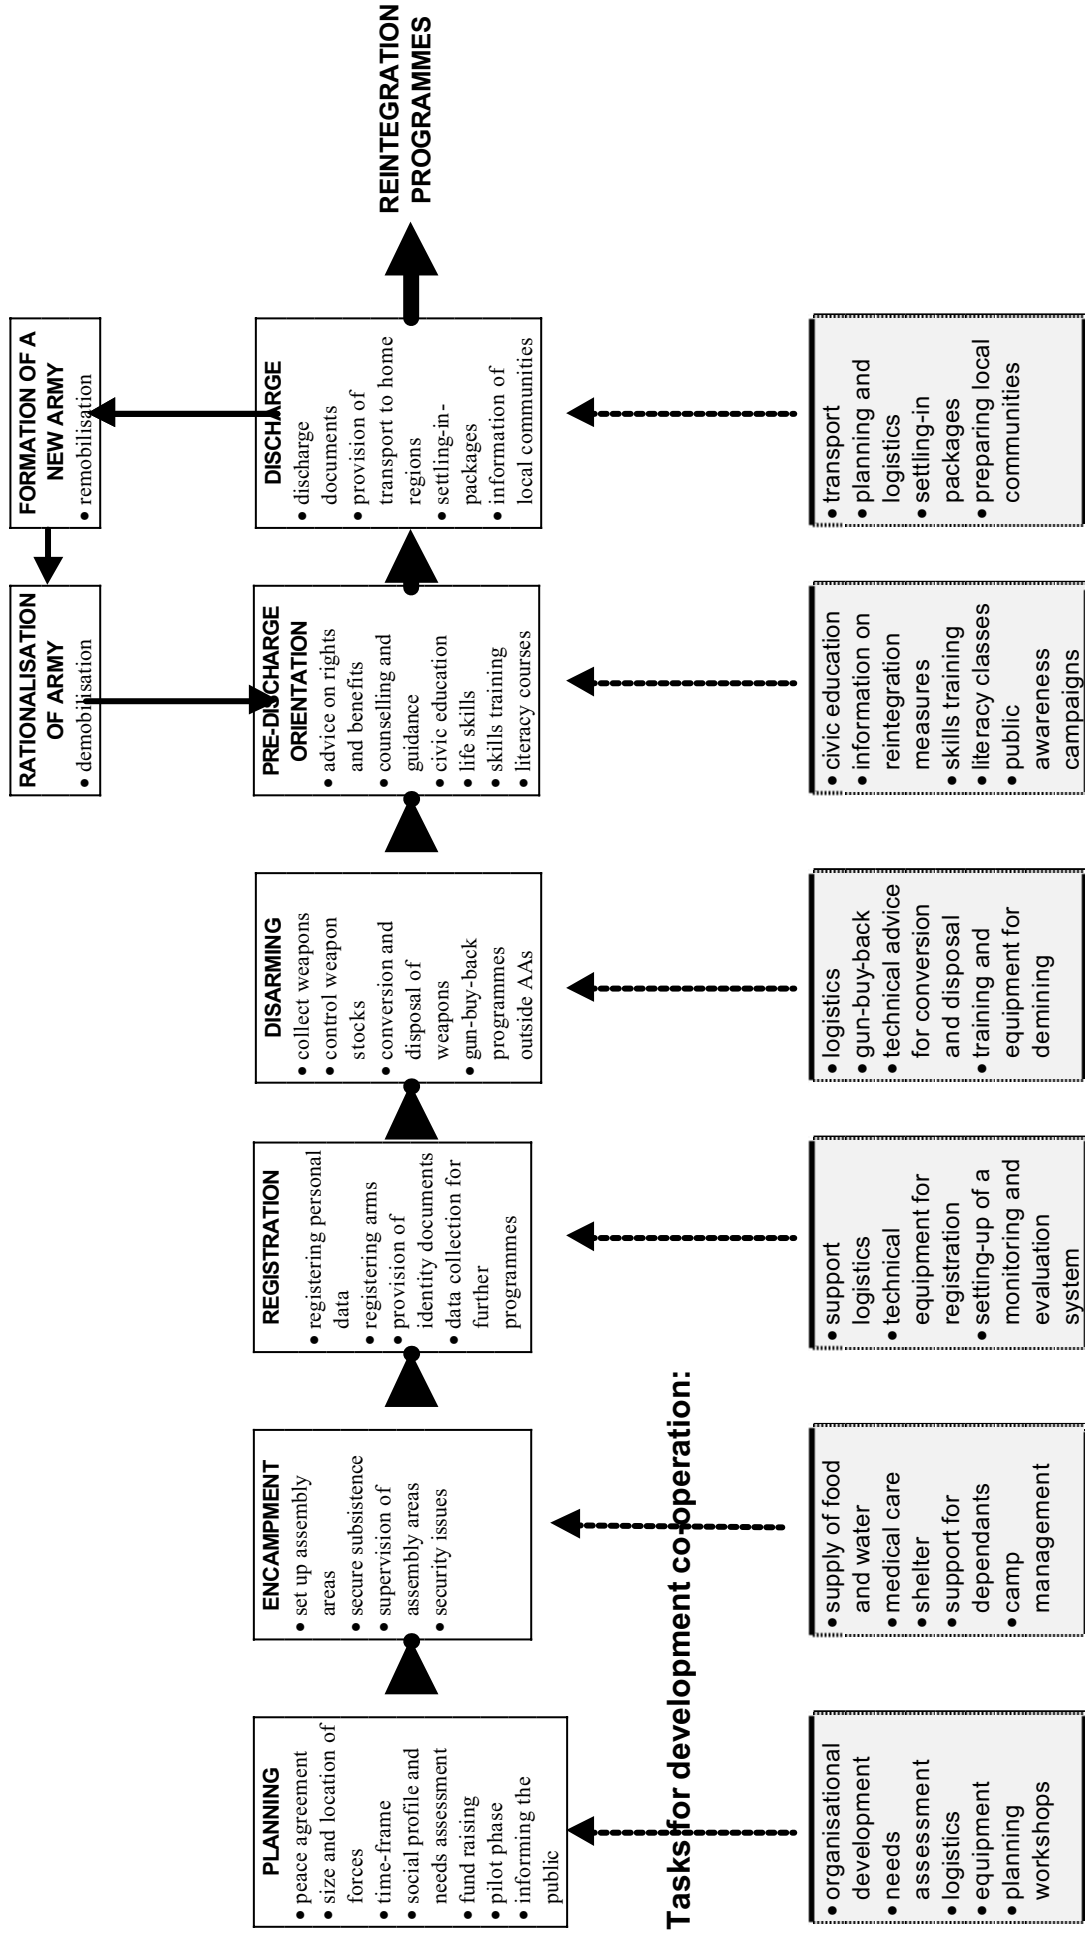 RATIONALISATION
OF ARMY
• demobilisation
FORMATION OF A
NEW ARMY
• remobilisation
PLANNING
• peace agreement
• size and location of
forces
• time-frame
• social profile and
needs assessment
• fund raising
• pilot phase
• informing the
public
ENCAMPMENT
• set up assembly
areas
• secure subsistence
• supervision of
assembly areas
• security issues
REGISTRATION
• registering personal
data
• registering arms
• provision of
identity documents
• data collection for
further
programmes
DISARMING
• collect weapons
• control weapon
stocks
• conversion and
disposal of
weapons
• gun-buy-back
programmes
outside AAs
PRE-DISCHARGE
ORIENTATION
• advice on rights
and benefits
• counselling and
guidance
• civic education
• life skills
• skills training
• literacy courses
DISCHARGE
• discharge
documents
• provision of
transport to home
regions
• settling-in-
packages
• information of
local communities
REINTEGRATION
PROGRAMMES
Tasks for development co-operation:
• organisational
development
• needs
assessment
• logistics
• equipment
• planning
workshops
• supply of food
and water
• medical care
• shelter
• support for
dependants
• camp
management
• support
logistics
• technical
equipment for
registration
• setting-up of a
monitoring and
evaluation
system
• logistics
• gun-buy-back
• technical advice
for conversion
and disposal
• training and
equipment for
demining
• civic education
• information on
reintegration
measures
• skills training
• literacy classes
• public
awareness
campaigns
• transport
• planning and
logistics
• settling-in
packages
• preparing local
communities